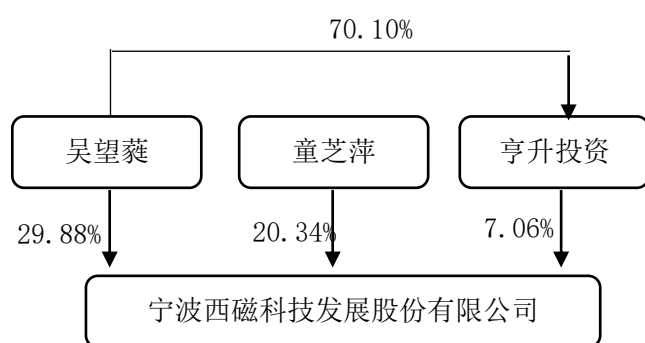 70.10%
吴望蕤
童芝萍
亨升投资
29.88%
20.34%
7.06%
宁波西磁科技发展股份有限公司